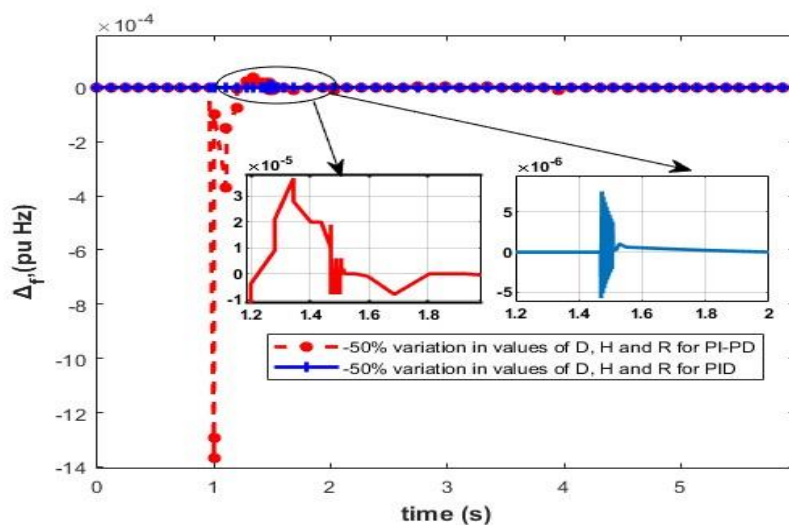 ×10⁻⁴
0
-2
-4
-6
-8
-10
-12
-14
Δf,(pu Hz)
×10⁻⁵
3
2
1
0
-1
1.2 1.4 1.6 1.8
×10⁻⁶
5
0
-5
1.2 1.4 1.6 1.8 2
-50% variation in values of D, H and R for PI-PD
-50% variation in values of D, H and R for PID
0 1 2 3 4 5
time (s)